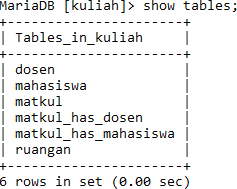 MariaDB [kuliah]> show tables;
+----------------------+
| Tables_in_kuliah     |
+----------------------+
| dosen                |
| mahasiswa            |
| matkul               |
| matkul_has_dosen     |
| matkul_has_mahasiswa |
| ruangan              |
+----------------------+
6 rows in set (0.00 sec)